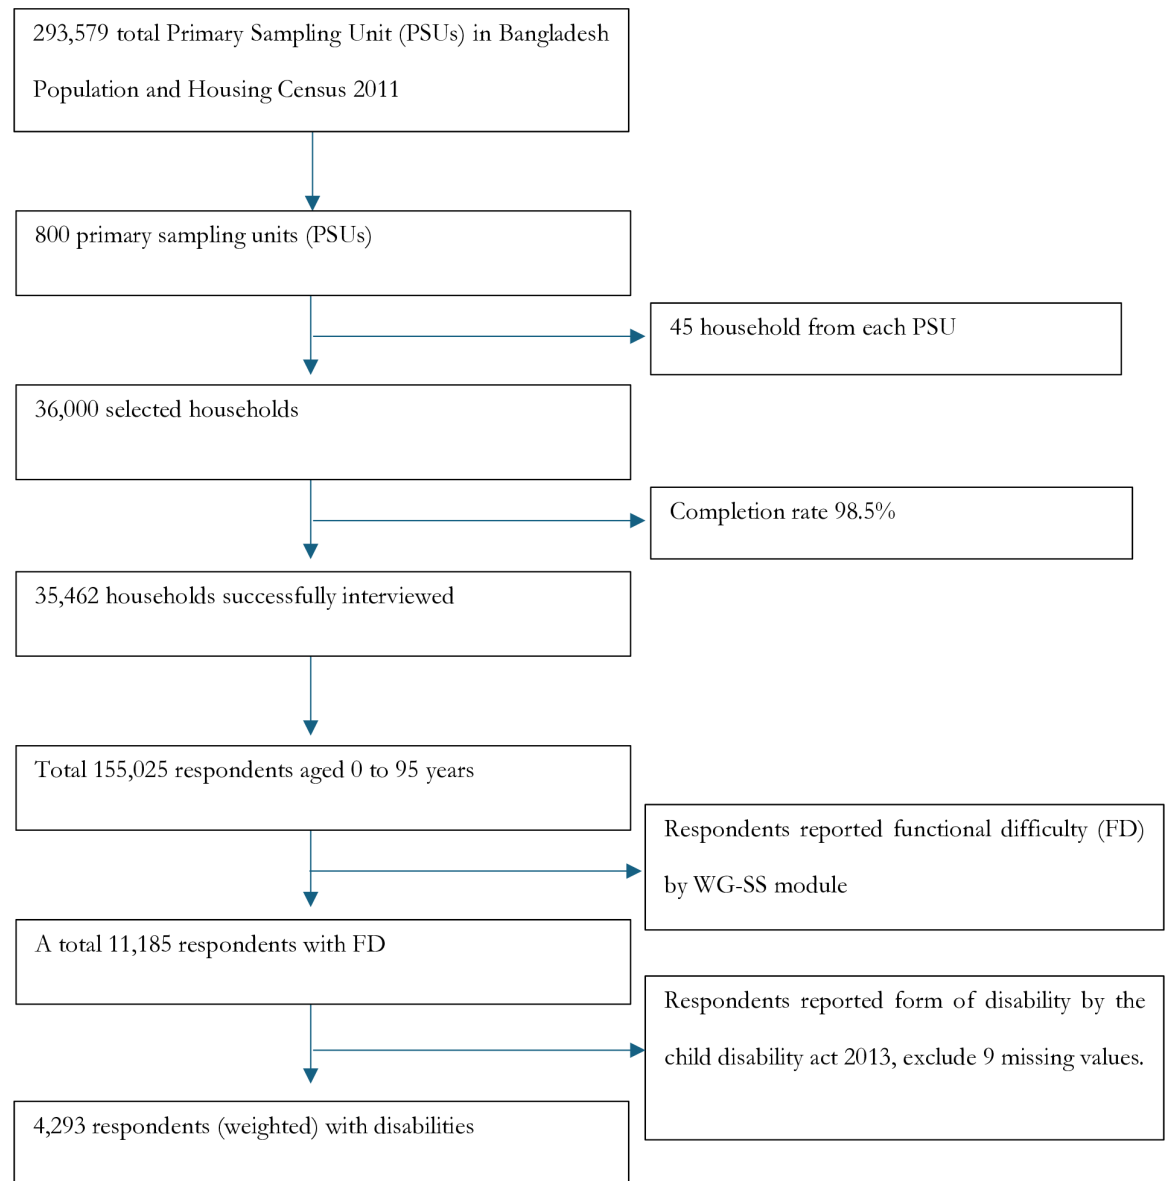 293,579 total Primary Sampling Unit (PSUs) in Bangladesh
Population and Housing Census 2011
800 primary sampling units (PSUs)
45 household from each PSU
36,000 selected households
Completion rate 98.5%
35,462 households successfully interviewed
Total 155,025 respondents aged 0 to 95 years
Respondents reported functional difficulty (FD)
by WG-SS module
A total 11,185 respondents with FD
Respondents reported form of disability by the
child disability act 2013, exclude 9 missing values.
4,293 respondents (weighted) with disabilities